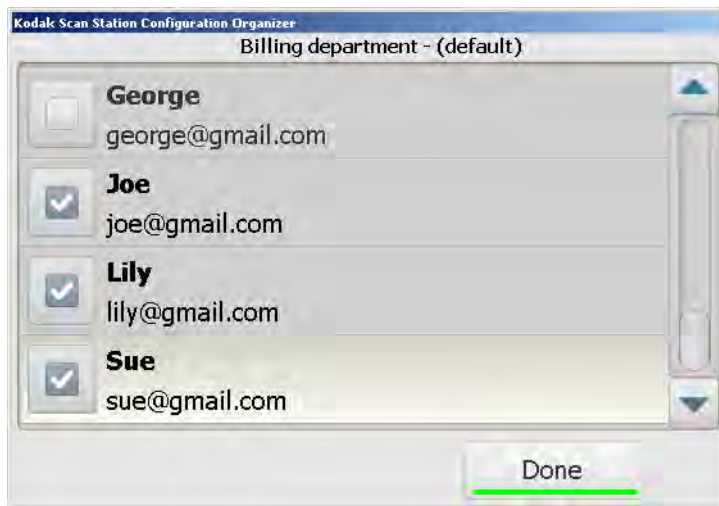 Kodak Scan Station Configuration Organizer
Billing department - (default)
George
george@gmail.com
Joe
joe@gmail.com
Lily
lily@gmail.com
Sue
sue@gmail.com
Done